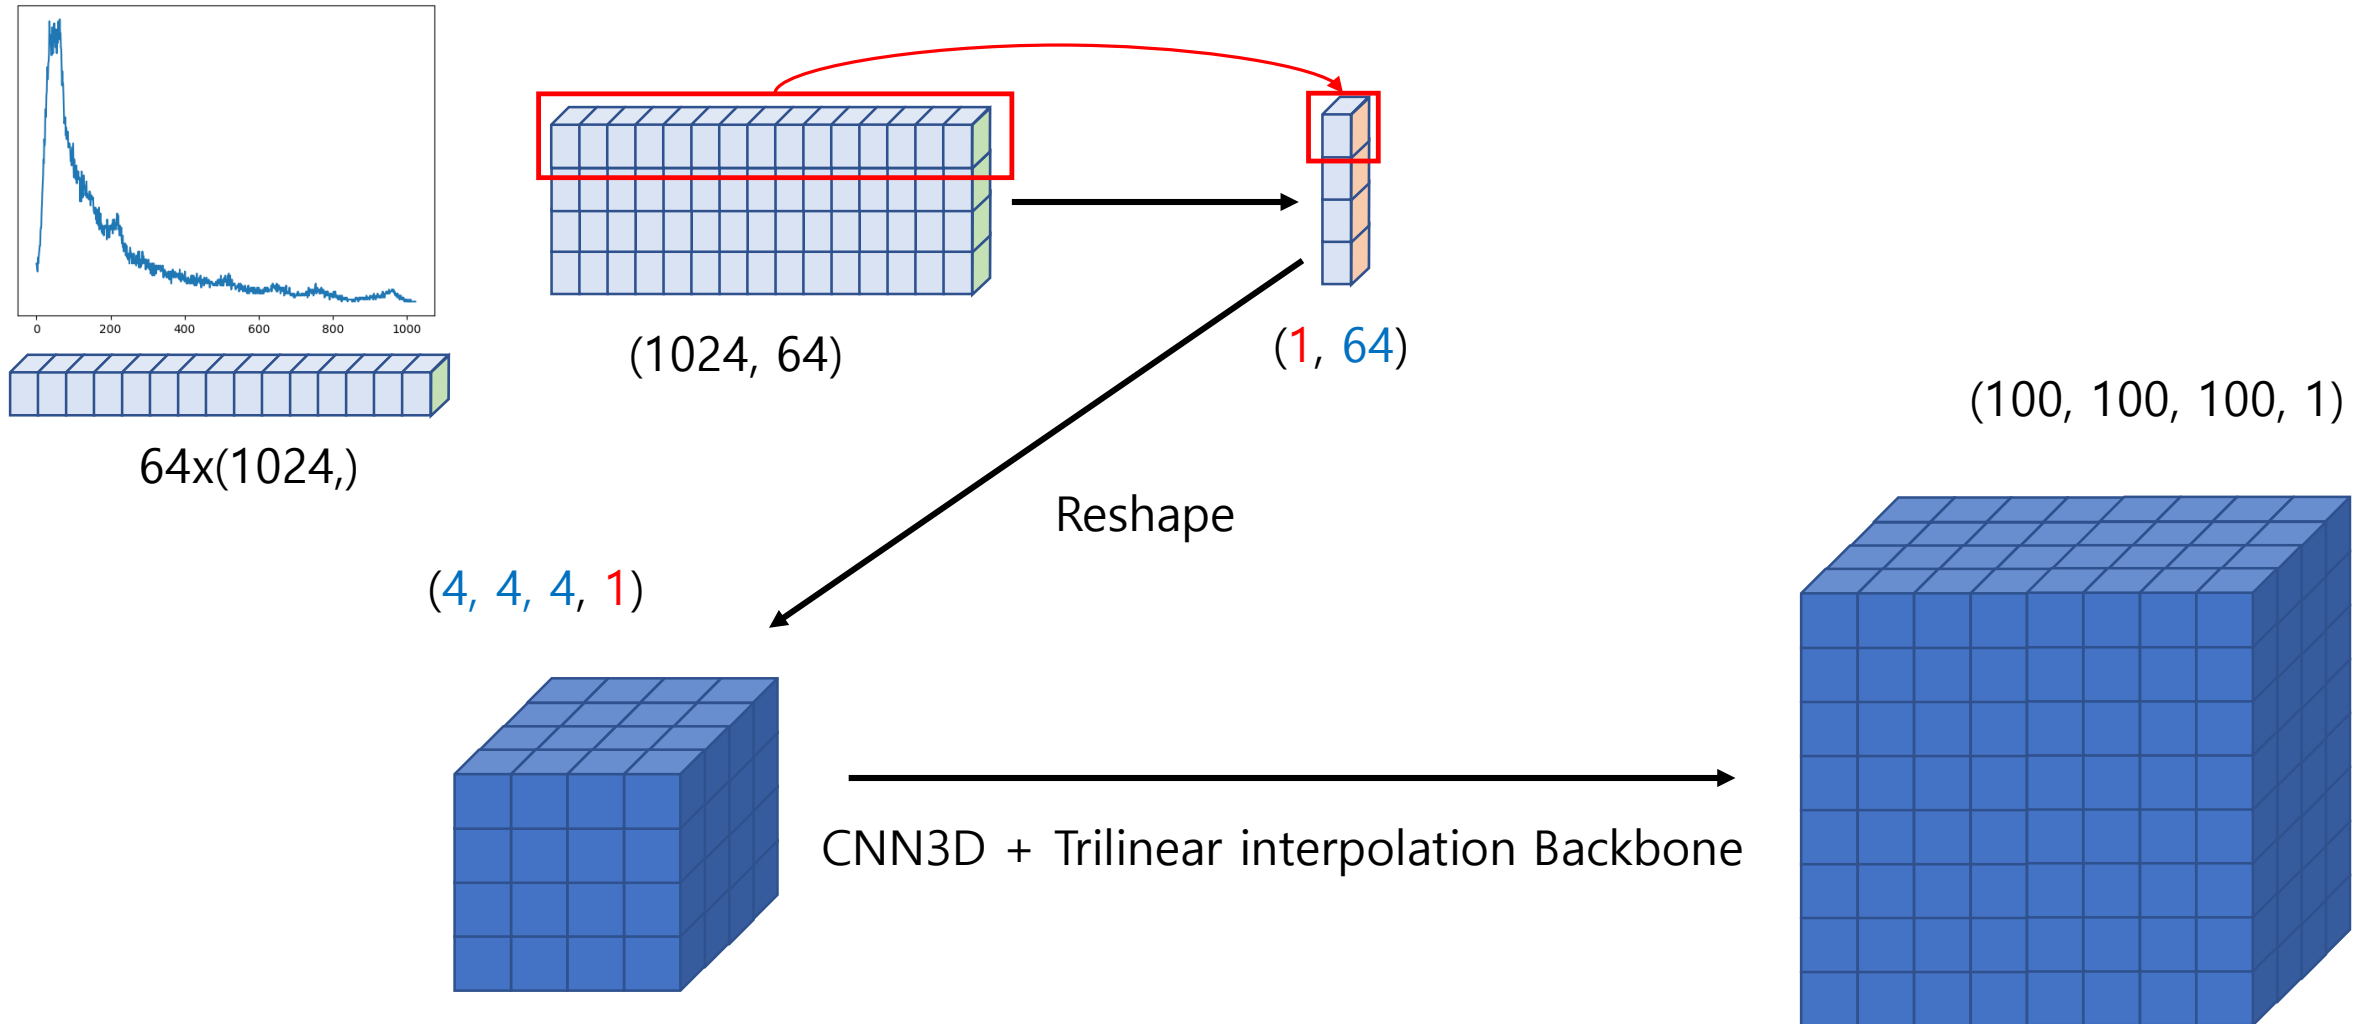 0 200 400 600 800 1000
64x(1024,)
(1024, 64)
(1, 64)
(100, 100, 100, 1)
Reshape
(4, 4, 4, 1)
CNN3D + Trilinear interpolation Backbone